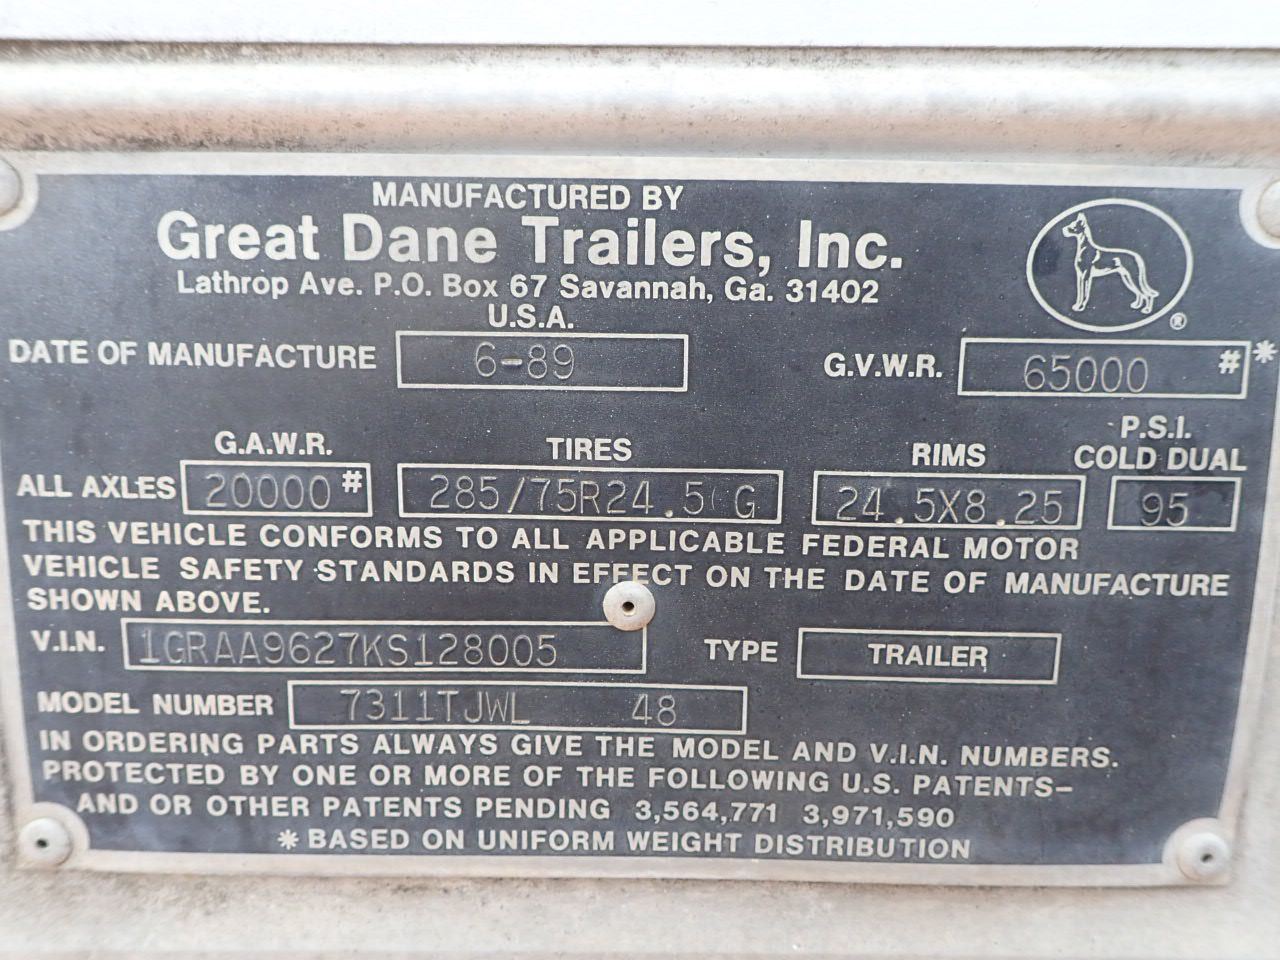 MANUFACTURED BY
Great Dane Trailers, Inc.
Lathrop Ave. P.O. Box 67 Savannah, Ga. 31402
U.S.A.
®
DATE OF MANUFACTURE 6-89 G.V.W.R. 65000 # *
G.A.W.R. TIRES RIMS P.S.I. COLD DUAL
ALL AXLES 20000 # 285/75R24.5( G 24.5X8.25 95
THIS VEHICLE CONFORMS TO ALL APPLICABLE FEDERAL MOTOR
VEHICLE SAFETY STANDARDS IN EFFECT ON THE DATE OF MANUFACTURE
SHOWN ABOVE.
V.I.N. 1GRAA9627KS128005 TYPE TRAILER
MODEL NUMBER 7311TJWL 48
IN ORDERING PARTS ALWAYS GIVE THE MODEL AND V.I.N. NUMBERS.
PROTECTED BY ONE OR MORE OF THE FOLLOWING U.S. PATENTS–
AND OR OTHER PATENTS PENDING 3,564,771 3,971,590
* BASED ON UNIFORM WEIGHT DISTRIBUTION